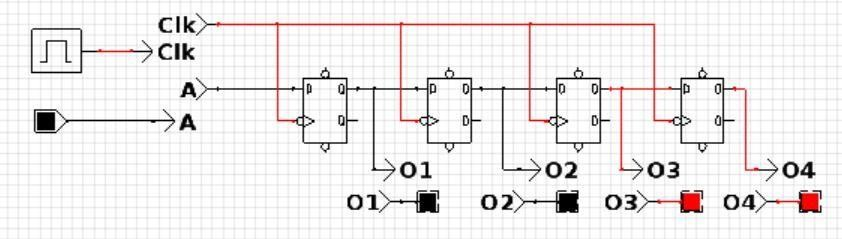 Clk
Clk
A
A
D Q D Q D Q D Q
Q Q Q Q
O1 O2 O3 O4
O1 O2 O3 O4